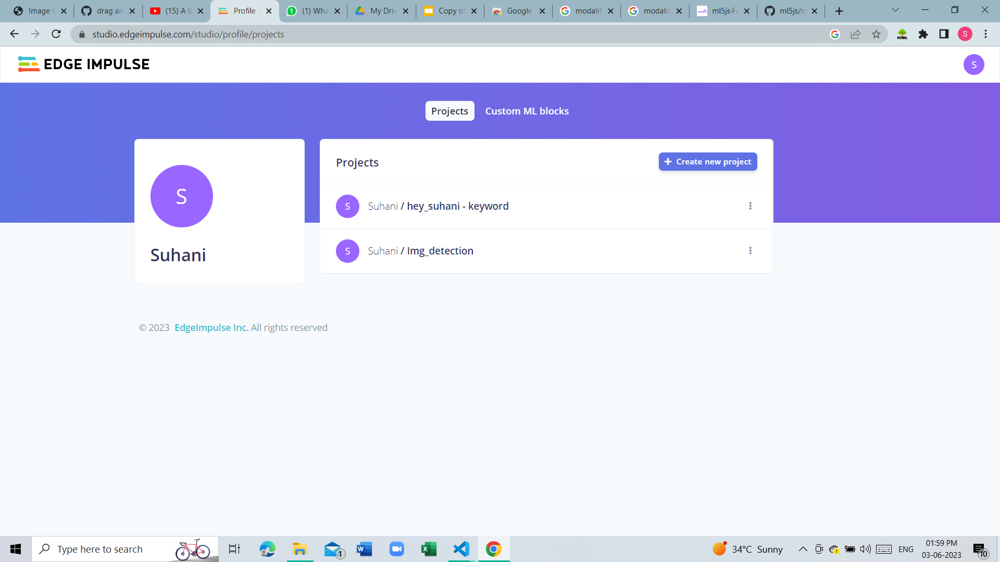 Image
drag an
(15) A B
Profile -
(1) Wha
My Driv
Copy of
Google
modalit
modalit
ml5js·Fr
ml5js/m
studio.edgeimpulse.com/studio/profile/projects
S
HTML
EDGE IMPULSE
S
Projects
Custom ML blocks
S
Suhani
Projects
+ Create new project
S
Suhani / hey_suhani - keyword
S
Suhani / Img_detection
© 2023 EdgeImpulse Inc. All rights reserved
Type here to search
1
34°C Sunny
ENG
01:59 PM
03-06-2023
10